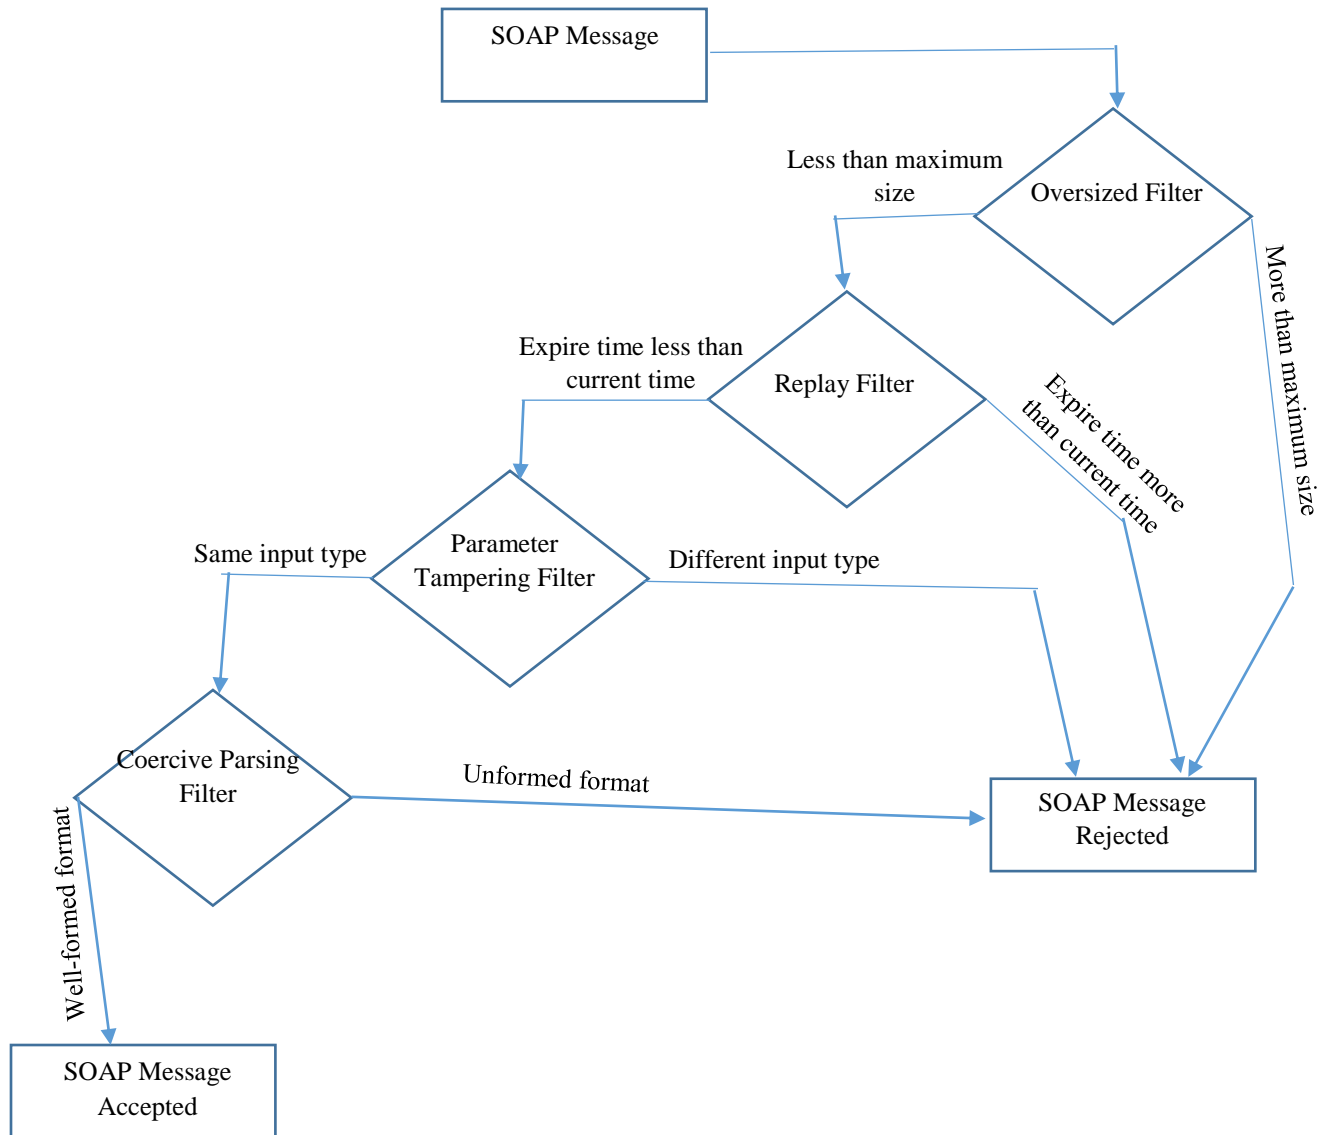 SOAP Message
Less than maximum
size
Oversized Filter
More than maximum size
Expire time less than
current time
Replay Filter
Expire time more
than current time
Same input type
Parameter
Tampering Filter
Different input type
Coercive Parsing
Filter
Unformed format
SOAP Message
Rejected
Well-formed format
SOAP Message
Accepted